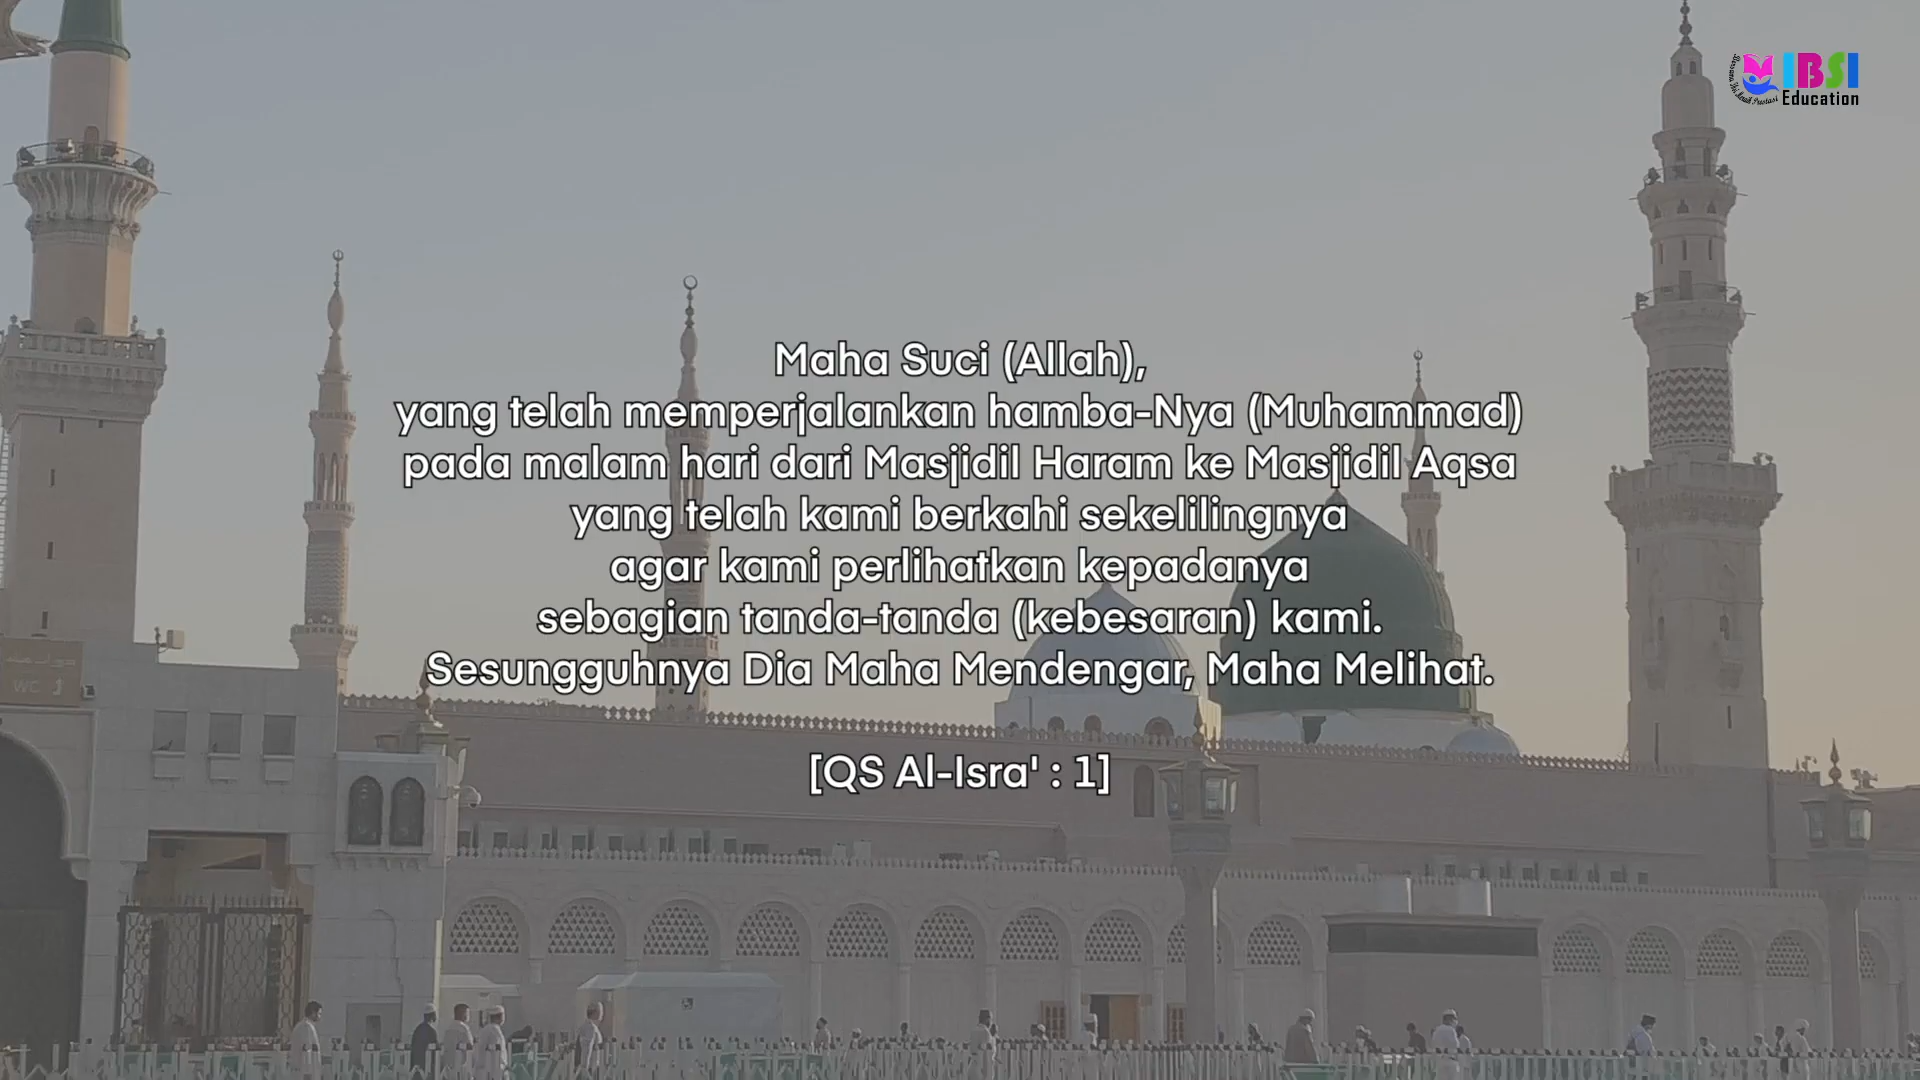 IBSI
Education
Maha Suci (Allah),
yang telah memperjalankan hamba-Nya (Muhammad)
pada malam hari dari Masjidil Haram ke Masjidil Aqsa
yang telah kami berkahi sekelilingnya
agar kami perlihatkan kepadanya
sebagian tanda-tanda (kebesaran) kami.
Sesungguhnya Dia Maha Mendengar, Maha Melihat.
[QS Al-Isra' : 1]
WC